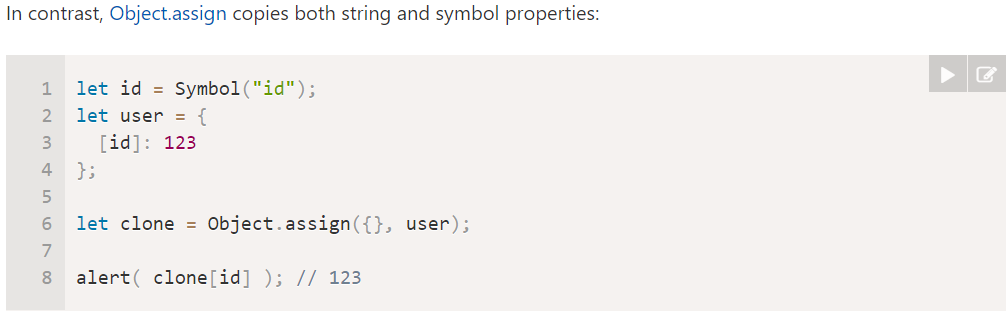 In contrast, Object.assign copies both string and symbol properties:
1 let id = Symbol("id");
2 let user = {
3   [id]: 123
4 };
5
6 let clone = Object.assign({}, user);
7
8 alert( clone[id] ); // 123